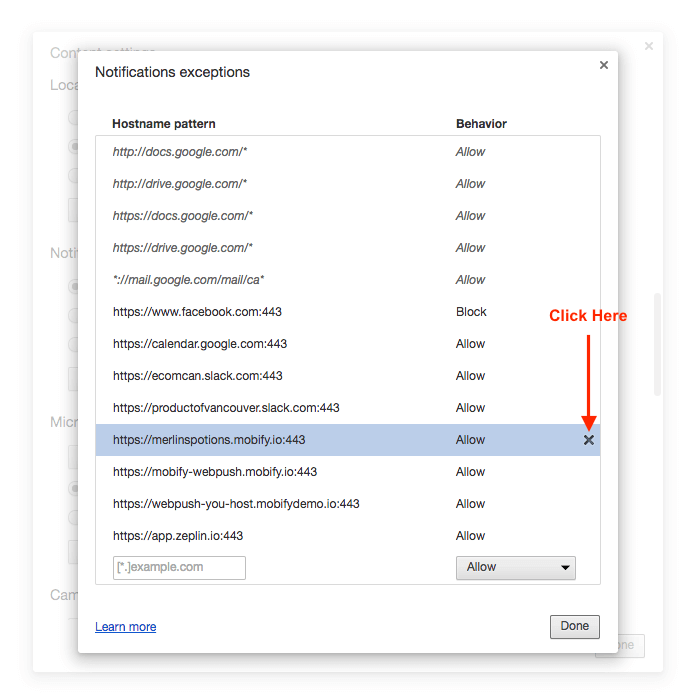 Content settings
Notifications exceptions
Hostname pattern Behavior
http://docs.google.com/* Allow
http://drive.google.com/* Allow
https://docs.google.com/* Allow
https://drive.google.com/* Allow
*://mail.google.com/mail/ca* Allow
https://www.facebook.com:443 Block
Click Here
https://calendar.google.com:443 Allow
https://ecomcan.slack.com:443 Allow
https://productofvancouver.slack.com:443 Allow
https://merlinspotions.mobify.io:443 Allow
https://mobify-webpush.mobify.io:443 Allow
https://webpush-you-host.mobifydemo.io:443 Allow
https://app.zeplin.io:443 Allow
[*.]example.com Allow
Learn more Done